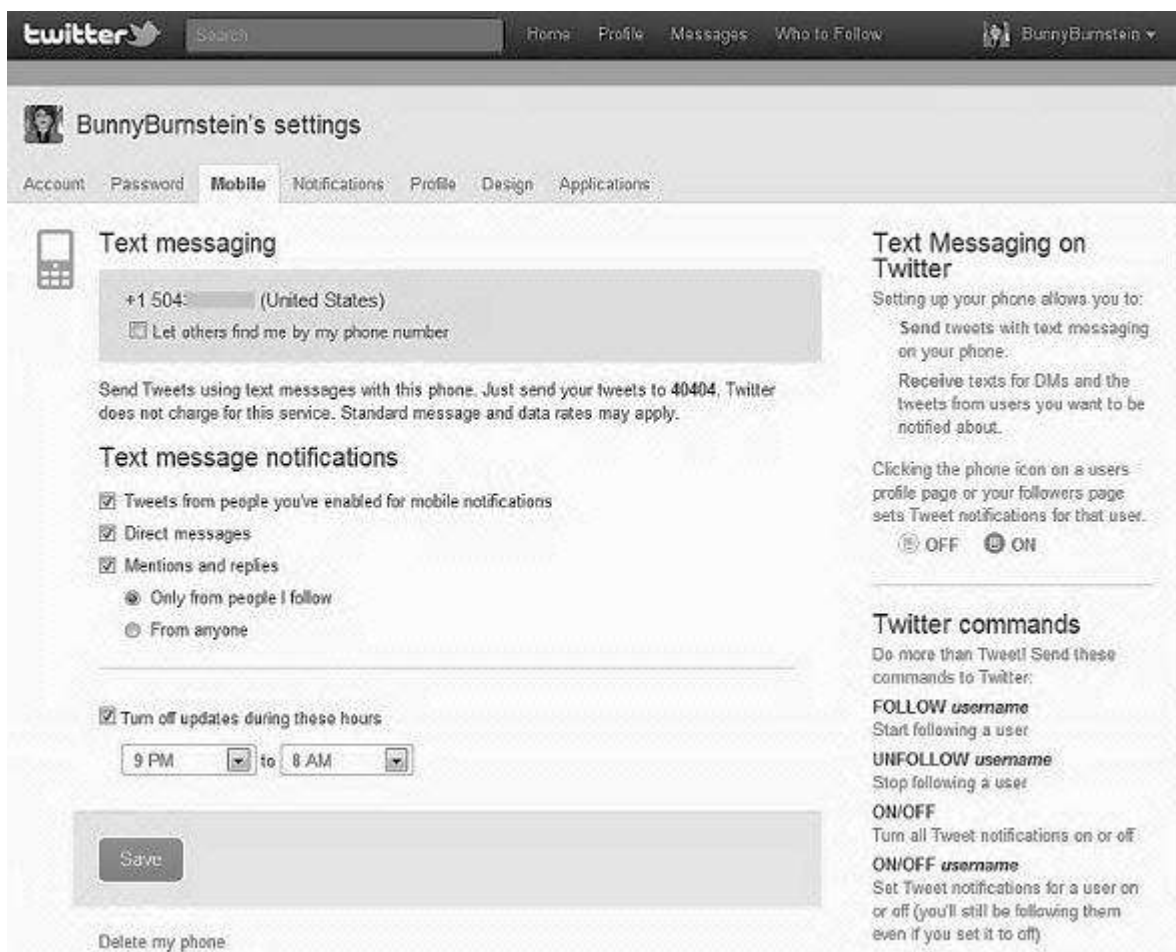 twitter
Search
Home Profile Messages Who to Follow
BunnyBurnstein
BunnyBurnstein's settings
Account Password Mobile Notifications Profile Design Applications
Text messaging
+1 504 (United States)
Let others find me by my phone number
Send Tweets using text messages with this phone. Just send your tweets to 40404. Twitter
does not charge for this service. Standard message and data rates may apply.
Text message notifications
Tweets from people you've enabled for mobile notifications
Direct messages
Mentions and replies
Only from people I follow
From anyone
Turn off updates during these hours
9 PM to 8 AM
Save
Delete my phone
Text Messaging on
Twitter
Setting up your phone allows you to:
Send tweets with text messaging
on your phone.
Receive texts for DMs and the
tweets from users you want to be
notified about.
Clicking the phone icon on a users
profile page or your followers page
sets Tweet notifications for that user.
OFF ON
Twitter commands
Do more than Tweet! Send these
commands to Twitter:
FOLLOW username
Start following a user
UNFOLLOW username
Stop following a user
ON/OFF
Turn all Tweet notifications on or off
ON/OFF username
Set Tweet notifications for a user on
or off (you'll still be following them
even if you set it to off)